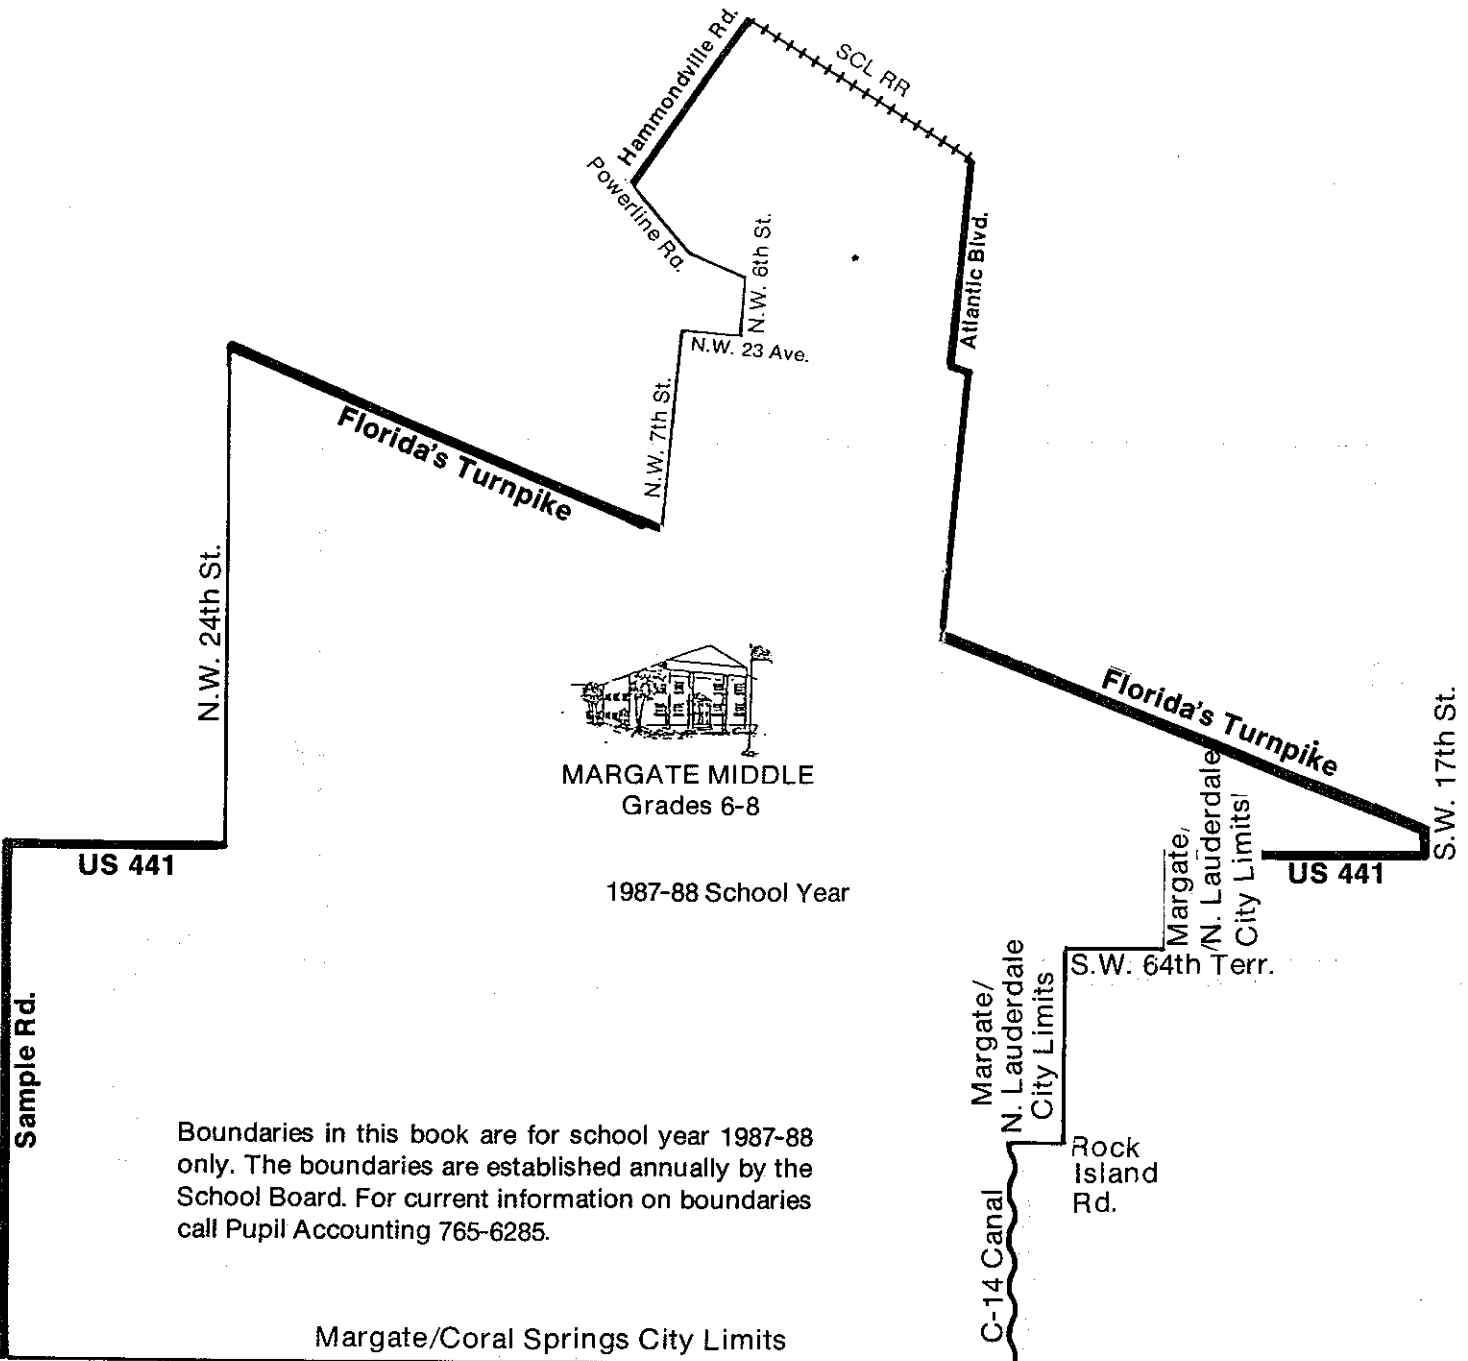 Hammondville Rd.
SCL RR
Powerline Rd.
N.W. 6th St.
Atlantic Blvd.
N.W. 23 Ave.
N.W. 7th St.
Florida's Turnpike
N.W. 24th St.
MARGATE MIDDLE
Grades 6-8
Florida's Turnpike
S.W. 17th St.
US 441
1987-88 School Year
US 441
Margate/
N. Lauderdale
City Limits
S.W. 64th Terr.
Margate/
N. Lauderdale
City Limits
Sample Rd.
Rock
Island
Rd.
Boundaries in this book are for school year 1987-88
only. The boundaries are established annually by the
School Board. For current information on boundaries
call Pupil Accounting 765-6285.
C-14 Canal
Margate/Coral Springs City Limits